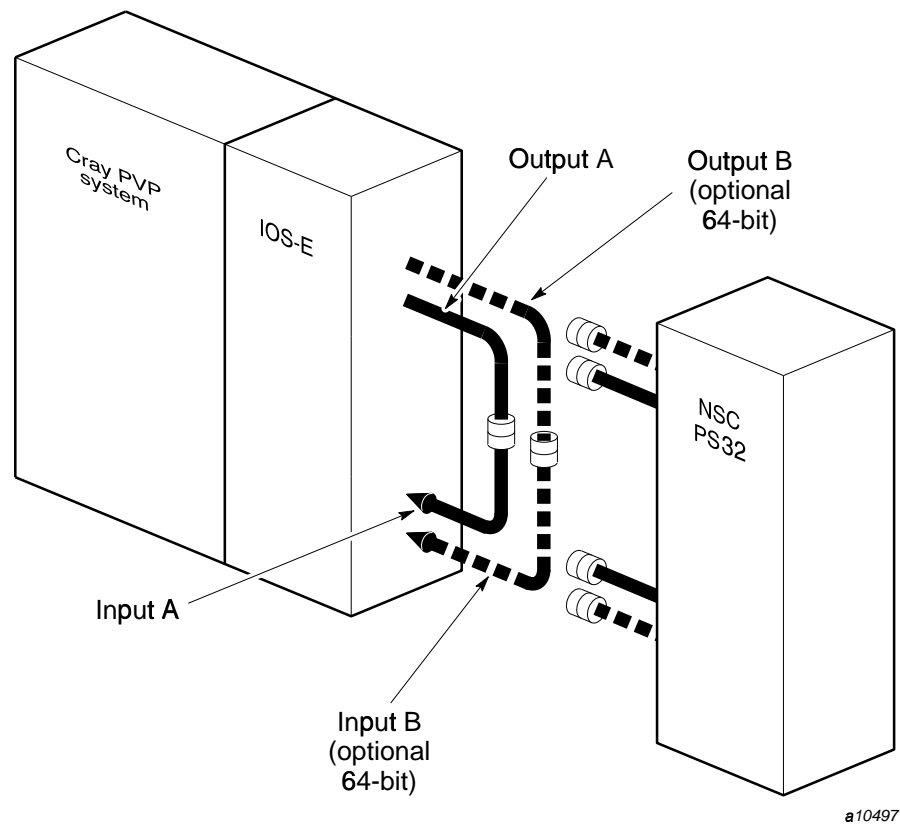 Cray PVP
system
IOS-E
Output A
Output B
(optional
64-bit)
NSC
PS32
Input A
Input B
(optional
64-bit)
a10497